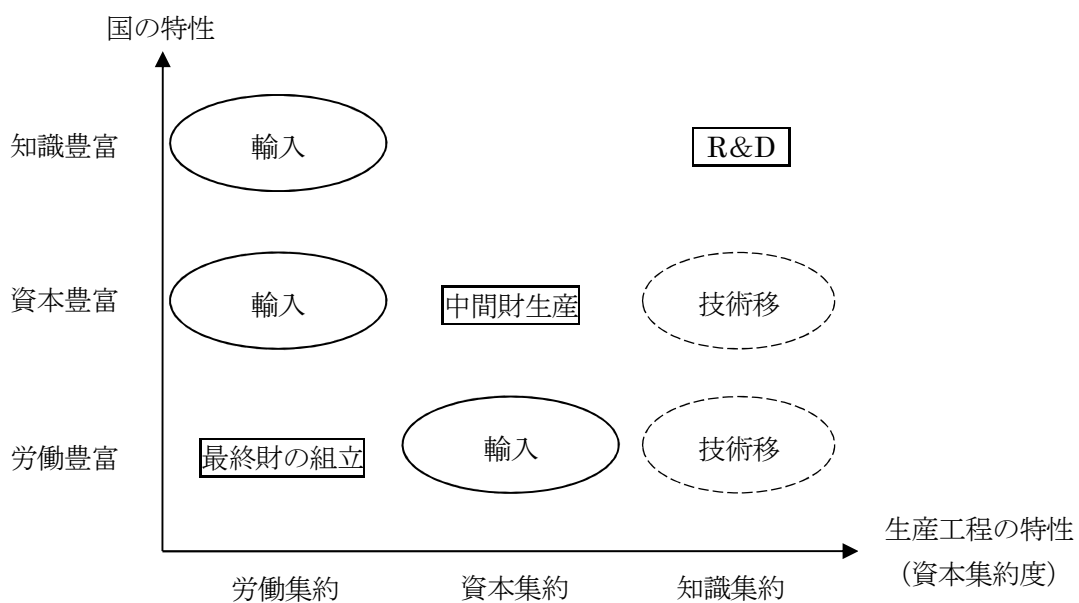 国の特性
知識豊富
輸入
R&D
資本豊富
輸入
中間財生産
技術移
労働豊富
最終財の組立
輸入
技術移
生産工程の特性
（資本集約度）
労働集約
資本集約
知識集約